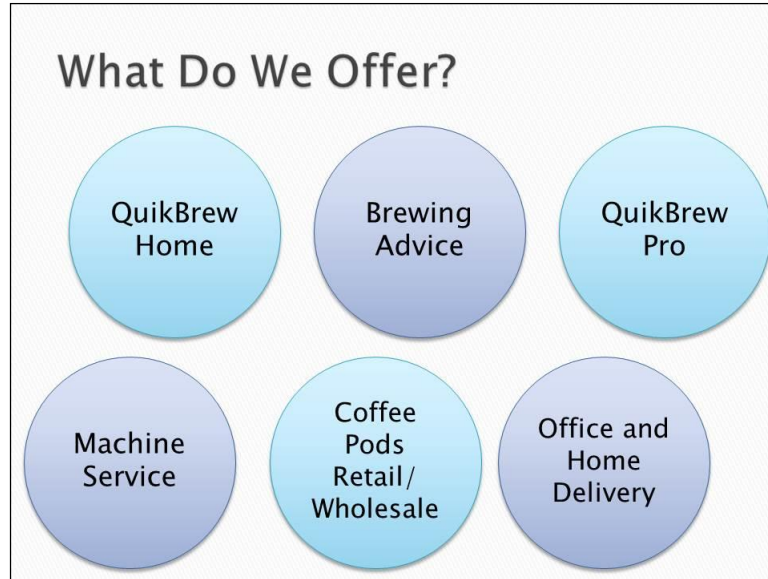 What Do We Offer?
QuikBrew
Home
Brewing
Advice
QuikBrew
Pro
Machine
Service
Coffee
Pods
Retail/
Wholesale
Office and
Home
Delivery